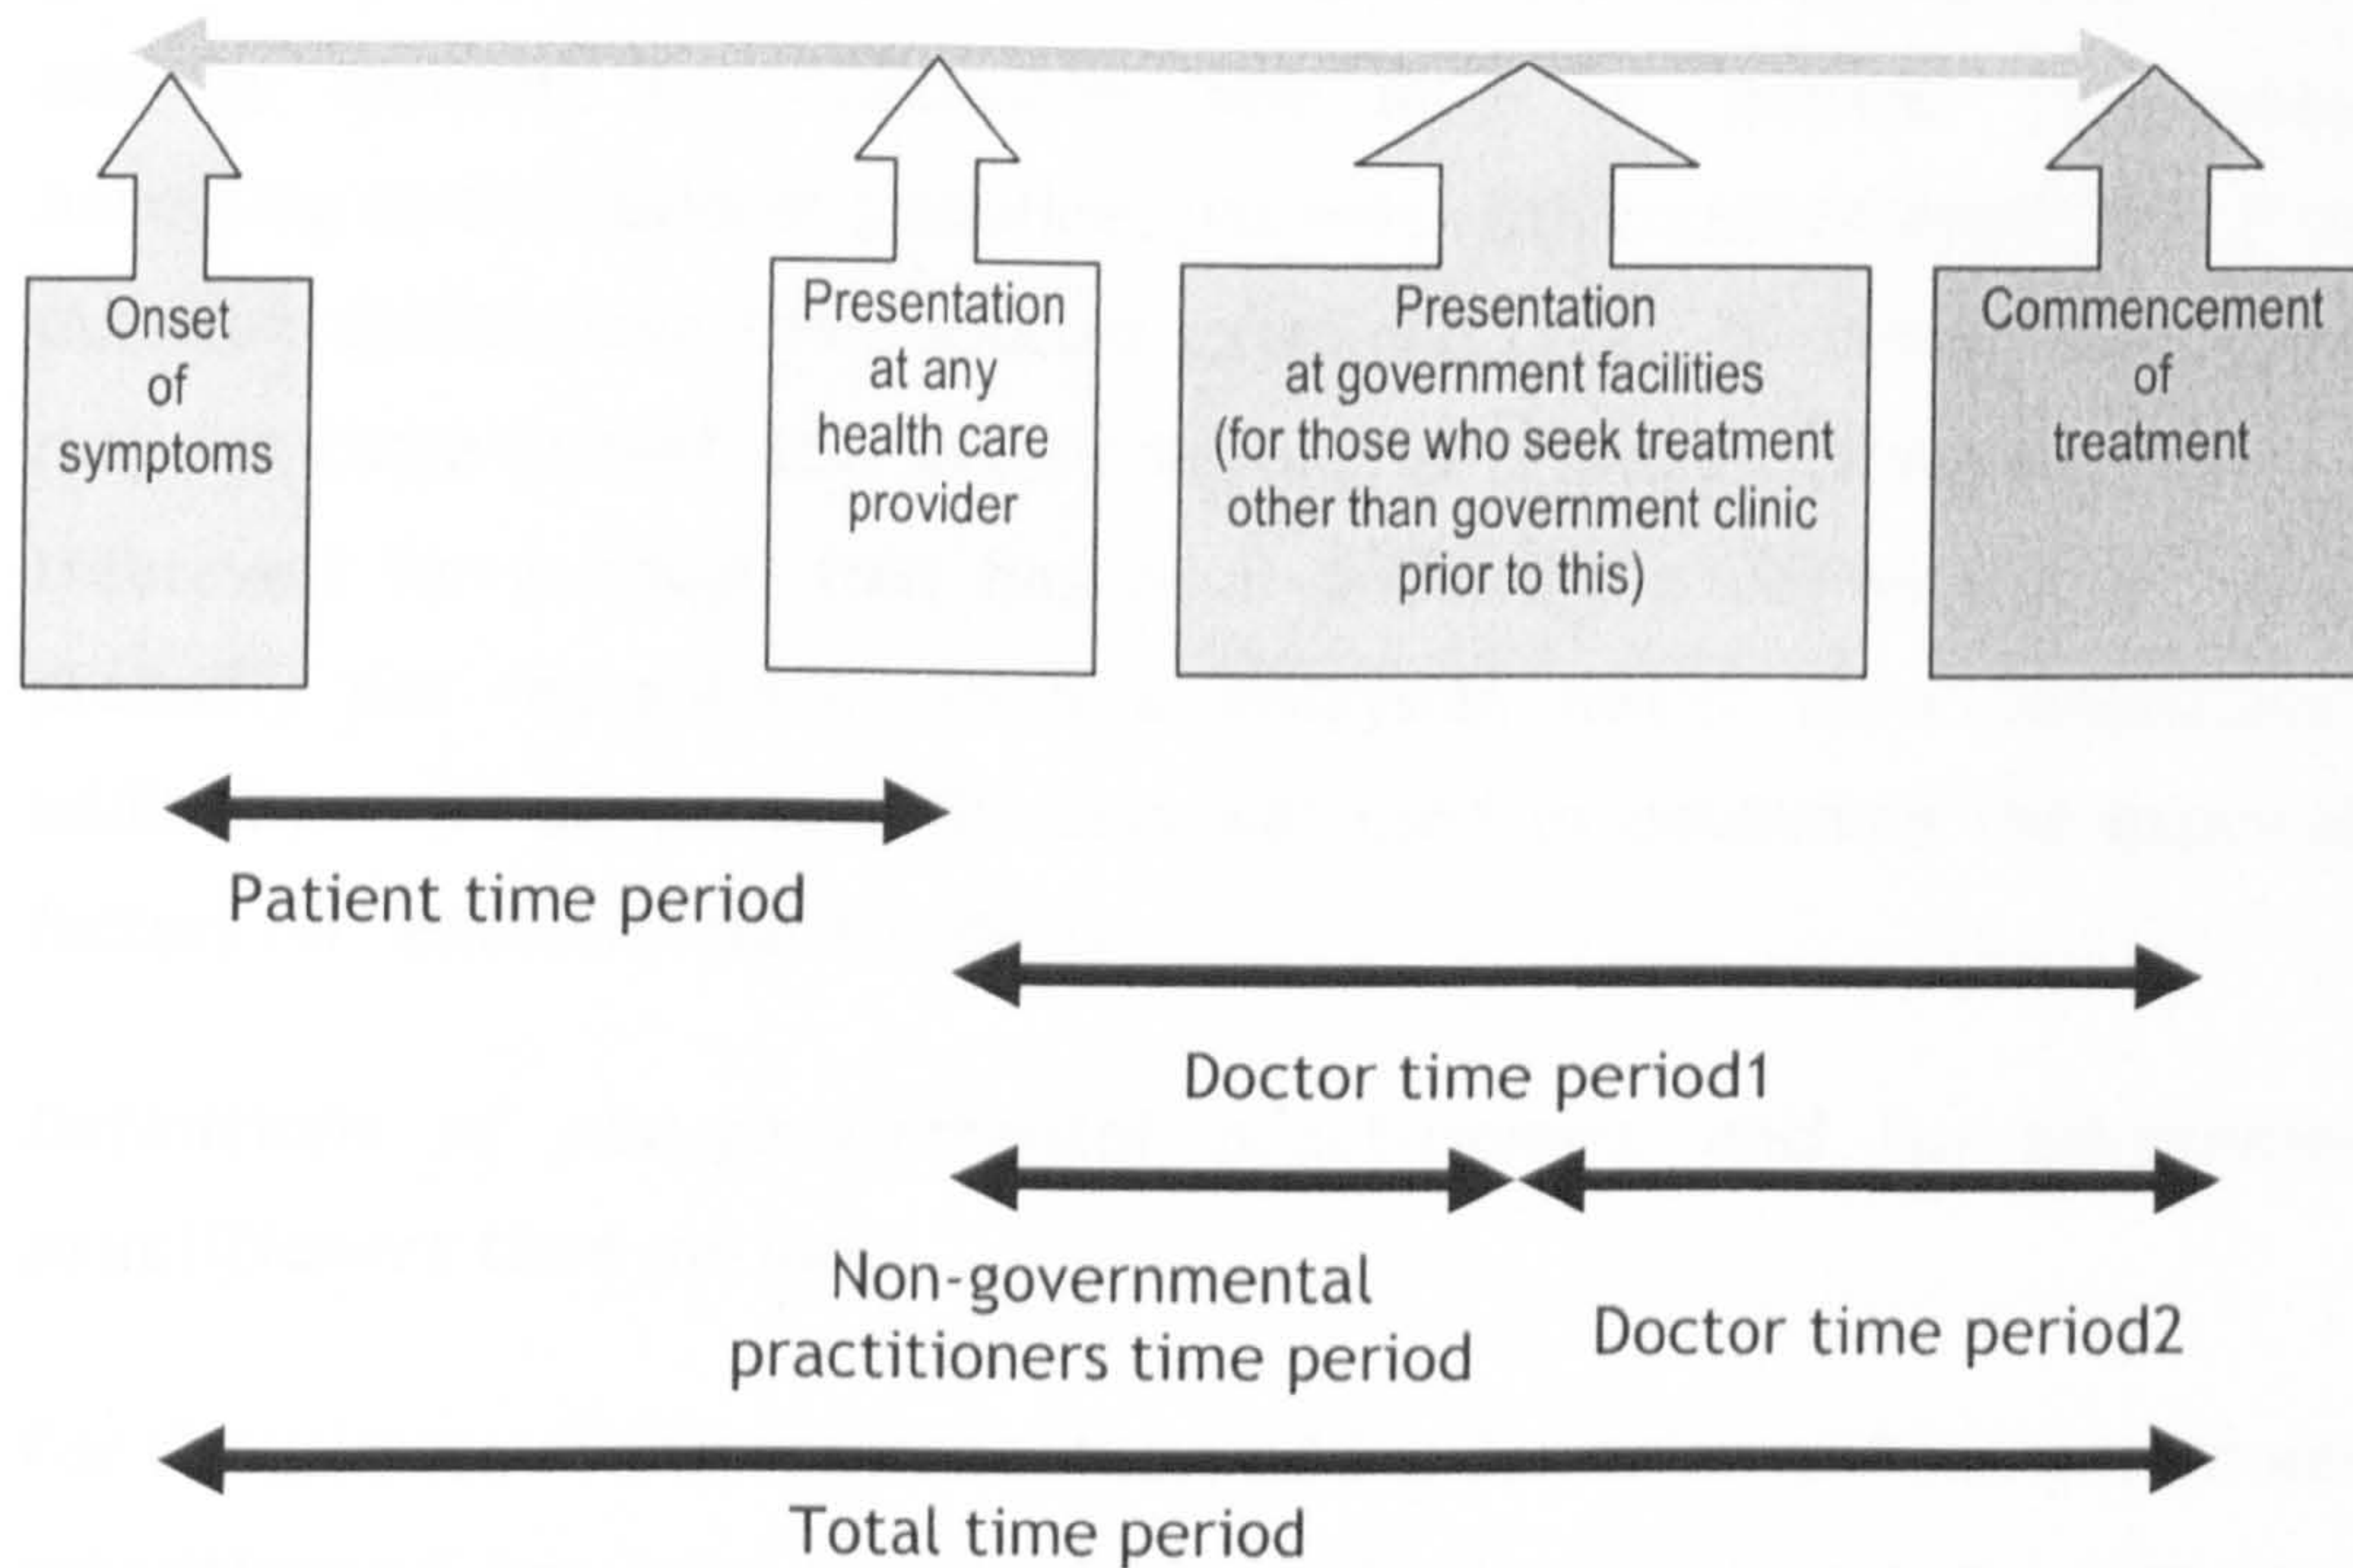 Onset
of
symptoms
Presentation
at any
health care
provider
Presentation
at government facilities
(for those who seek treatment
other than government clinic
prior to this)
Commencement
of
treatment
Patient time period
Doctor time period1
Non-governmental
practitioners time period
Doctor time period2
Total time period